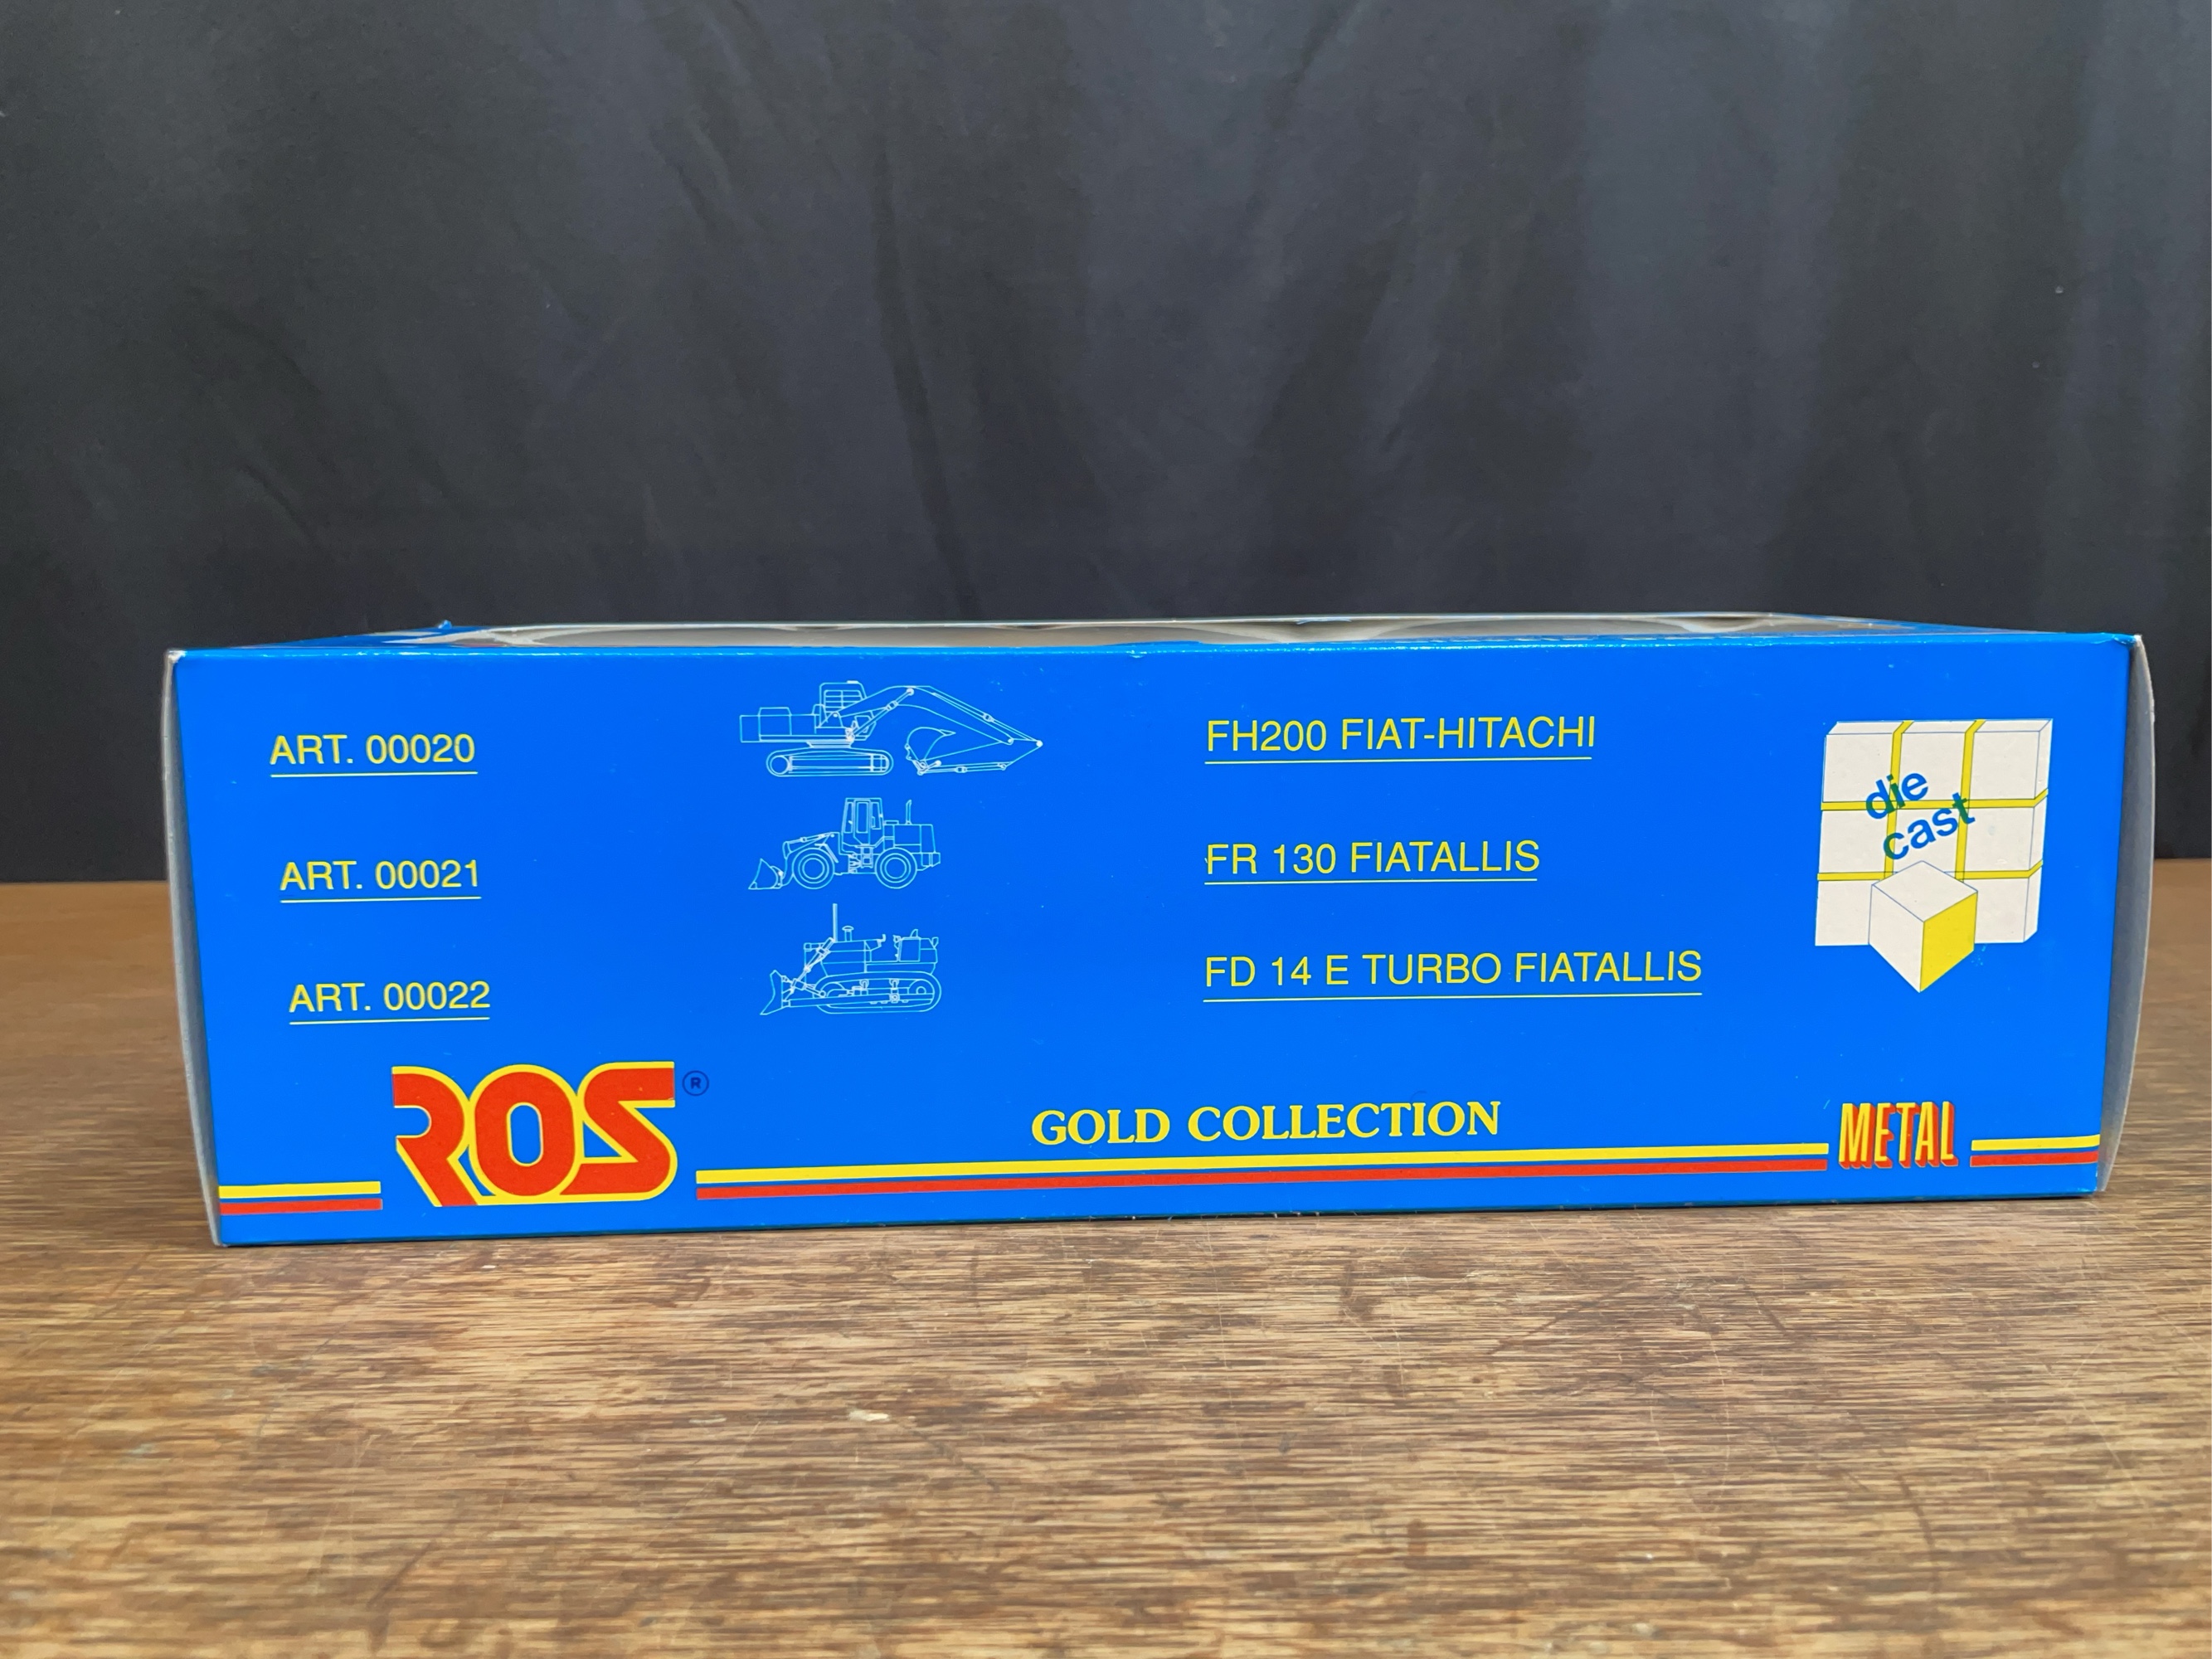 ART. 00020 FH200 FIAT-HITACHI
ART. 00021 FR 130 FIATALLIS
ART. 00022 FD 14 E TURBO FIATALLIS
die
cast
ROS®
GOLD COLLECTION
METAL